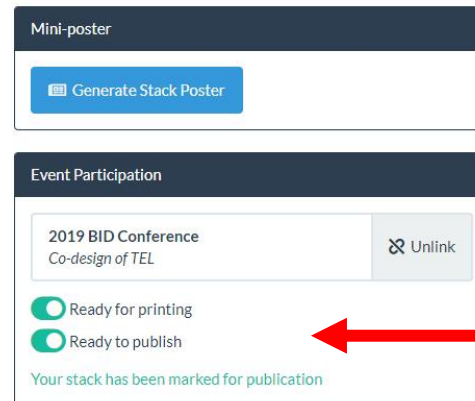 Mini-poster
Generate Stack Poster
Event Participation
2019 BID Conference
Co-design of TEL
Unlink
Ready for printing
Ready to publish
Your stack has been marked for publication